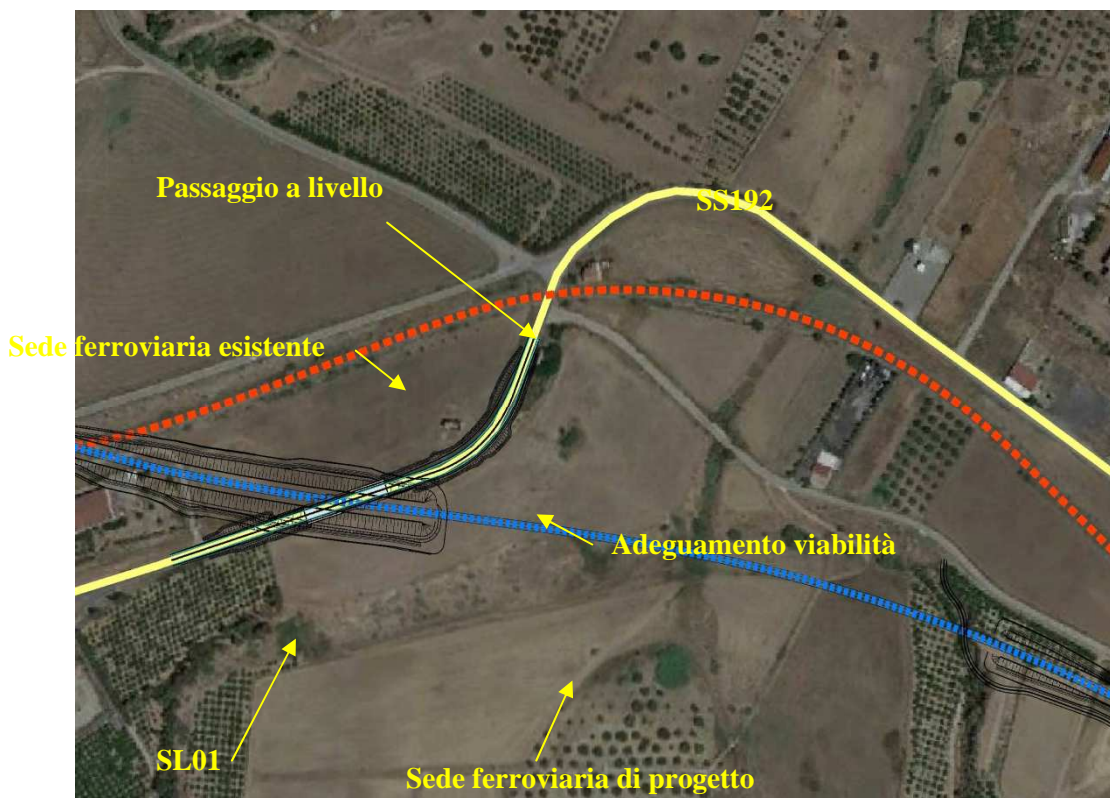 Passaggio a livello
SS192
Sede ferroviaria esistente
Adeguamento viabilità
SL01
Sede ferroviaria di progetto